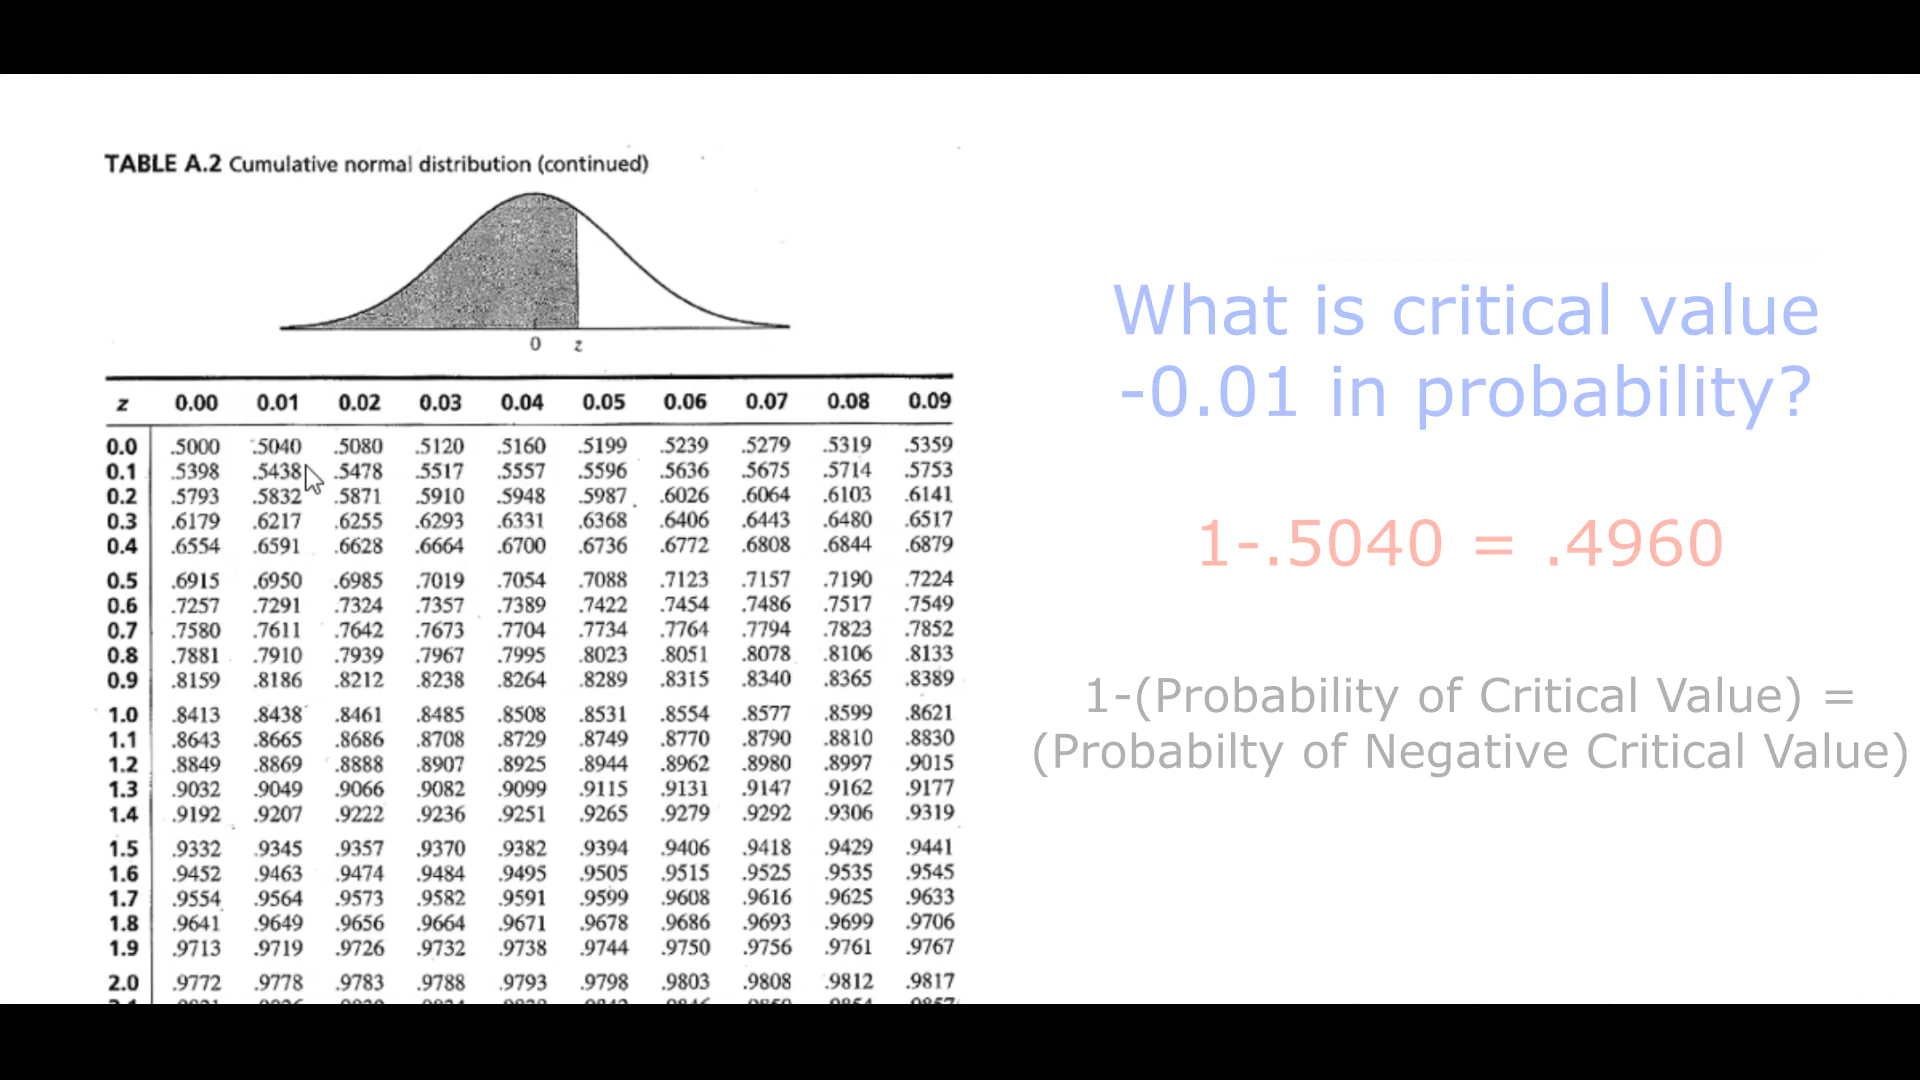 TABLE A.2 Cumulative normal distribution (continued)
0 z
z 0.00 0.01 0.02 0.03 0.04 0.05 0.06 0.07 0.08 0.09
0.0 .5000 .5040 .5080 .5120 .5160 .5199 .5239 .5279 .5319 .5359
0.1 .5398 .5438 .5478 .5517 .5557 .5596 .5636 .5675 .5714 .5753
0.2 .5793 .5832 .5871 .5910 .5948 .5987 .6026 .6064 .6103 .6141
0.3 .6179 .6217 .6255 .6293 .6331 .6368 .6406 .6443 .6480 .6517
0.4 .6554 .6591 .6628 .6664 .6700 .6736 .6772 .6808 .6844 .6879
0.5 .6915 .6950 .6985 .7019 .7054 .7088 .7123 .7157 .7190 .7224
0.6 .7257 .7291 .7324 .7357 .7389 .7422 .7454 .7486 .7517 .7549
0.7 .7580 .7611 .7642 .7673 .7704 .7734 .7764 .7794 .7823 .7852
0.8 .7881 .7910 .7939 .7967 .7995 .8023 .8051 .8078 .8106 .8133
0.9 .8159 .8186 .8212 .8238 .8264 .8289 .8315 .8340 .8365 .8389
1.0 .8413 .8438 .8461 .8485 .8508 .8531 .8554 .8577 .8599 .8621
1.1 .8643 .8665 .8686 .8708 .8729 .8749 .8770 .8790 .8810 .8830
1.2 .8849 .8869 .8888 .8907 .8925 .8944 .8962 .8980 .8997 .9015
1.3 .9032 .9049 .9066 .9082 .9099 .9115 .9131 .9147 .9162 .9177
1.4 .9192 .9207 .9222 .9236 .9251 .9265 .9279 .9292 .9306 .9319
1.5 .9332 .9345 .9357 .9370 .9382 .9394 .9406 .9418 .9429 .9441
1.6 .9452 .9463 .9474 .9484 .9495 .9505 .9515 .9525 .9535 .9545
1.7 .9554 .9564 .9573 .9582 .9591 .9599 .9608 .9616 .9625 .9633
1.8 .9641 .9649 .9656 .9664 .9671 .9678 .9686 .9693 .9699 .9706
1.9 .9713 .9719 .9726 .9732 .9738 .9744 .9750 .9756 .9761 .9767
2.0 .9772 .9778 .9783 .9788 .9793 .9798 .9803 .9808 .9812 .9817
What is critical value
-0.01 in probability?
1-.5040 = .4960
1-(Probability of Critical Value) =
(Probabilty of Negative Critical Value)